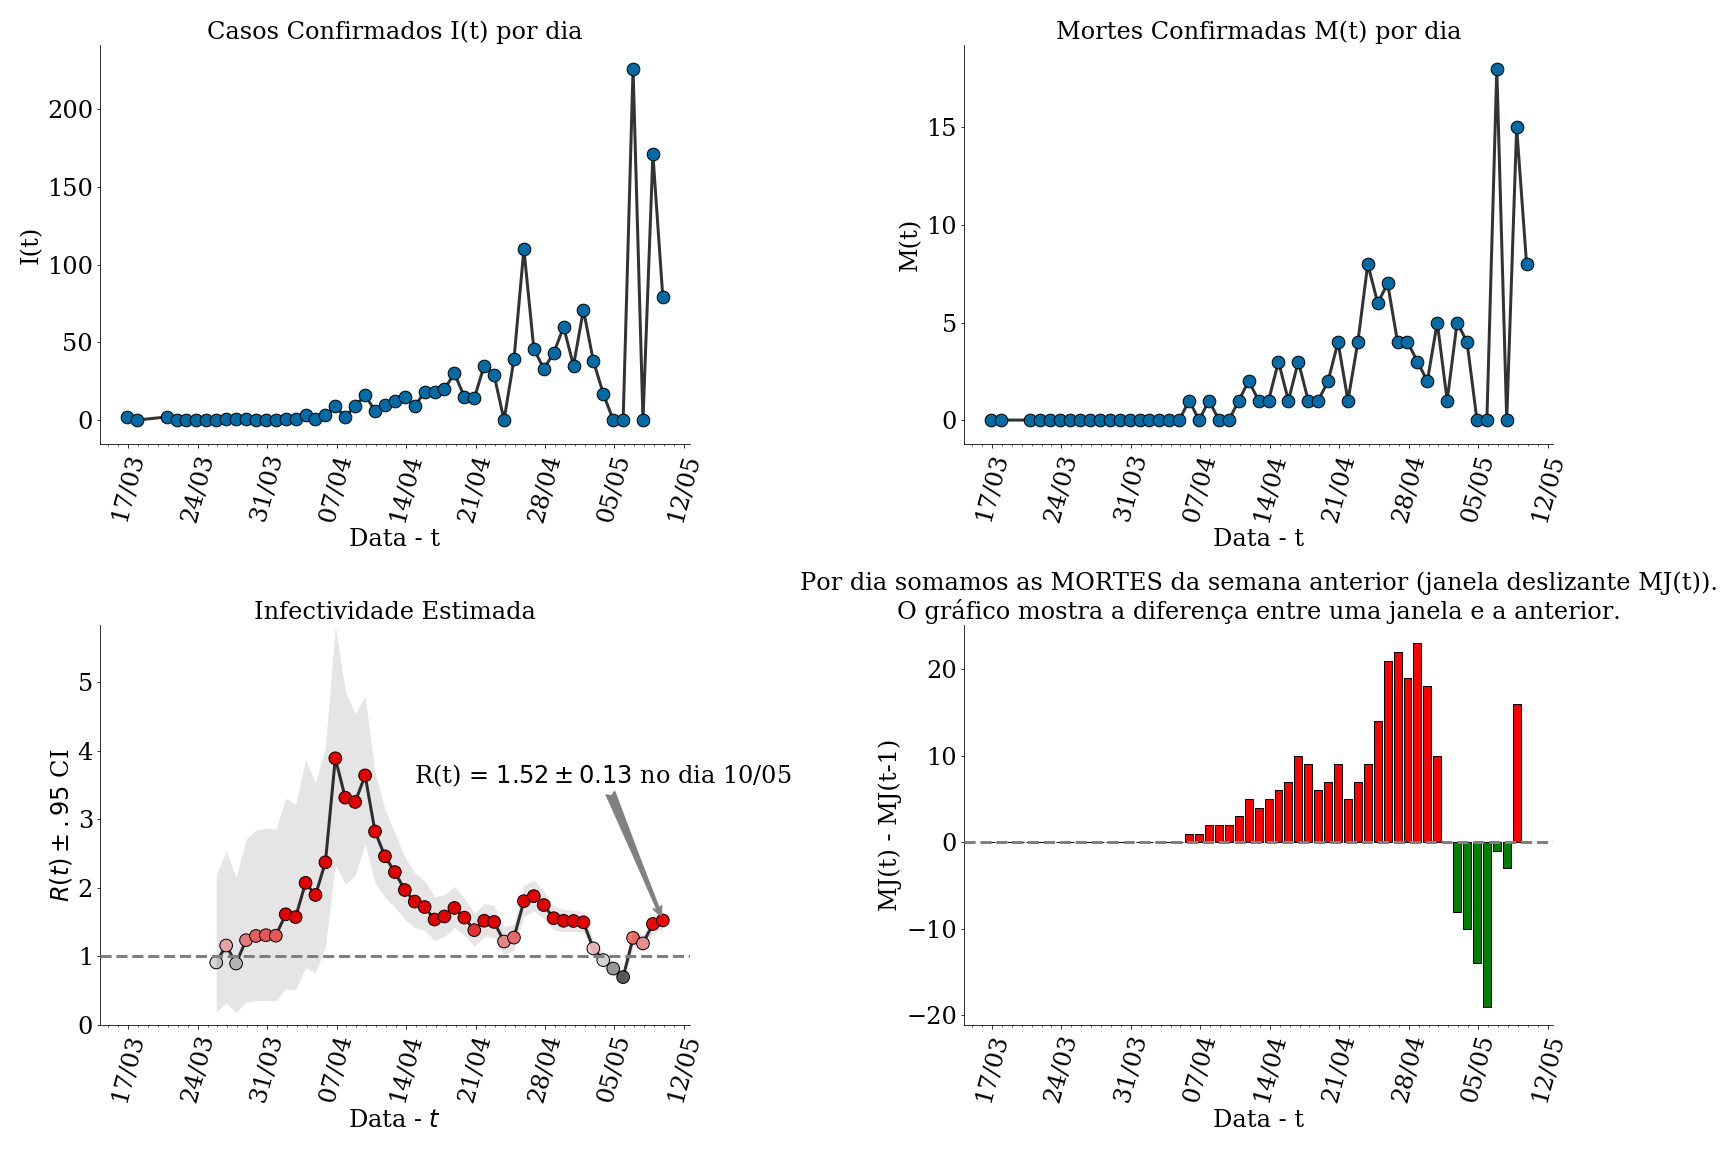 Casos Confirmados I(t) por dia
I(t)
200
150
100
50
0
17/03 24/03 31/03 07/04 14/04 21/04 28/04 05/05 12/05
Data - t
Mortes Confirmadas M(t) por dia
M(t)
15
10
5
0
17/03 24/03 31/03 07/04 14/04 21/04 28/04 05/05 12/05
Data - t
Infectividade Estimada
R(t) ± .95 CI
5
4
3
2
1
0
R(t) = 1.52 ± 0.13 no dia 10/05
17/03 24/03 31/03 07/04 14/04 21/04 28/04 05/05 12/05
Data - t
Por dia somamos as MORTES da semana anterior (janela deslizante MJ(t)).
O gráfico mostra a diferença entre uma janela e a anterior.
MJ(t) - MJ(t-1)
20
10
0
−10
−20
17/03 24/03 31/03 07/04 14/04 21/04 28/04 05/05 12/05
Data - t